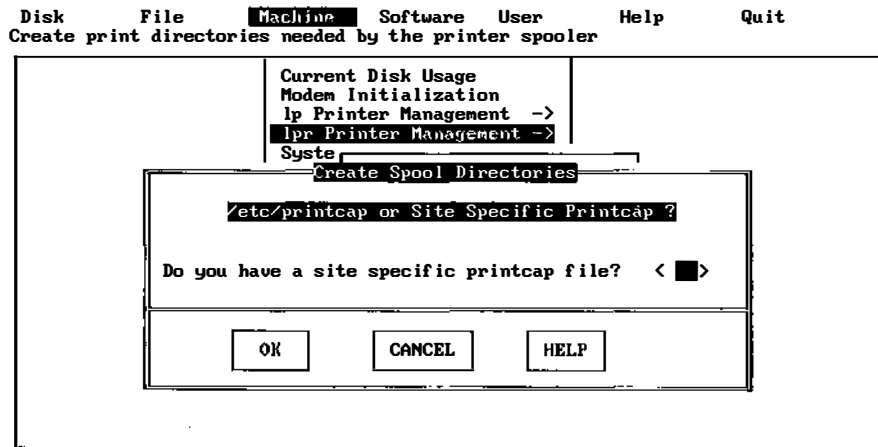 Disk File Machine Software User Help Quit
Create print directories needed by the printer spooler
Current Disk Usage
Modem Initialization
lp Printer Management ->
lpr Printer Management ->
Syste
Create Spool Directories
/etc/printcap or Site Specific Printcap ?
Do you have a site specific printcap file? < >
OK CANCEL HELP